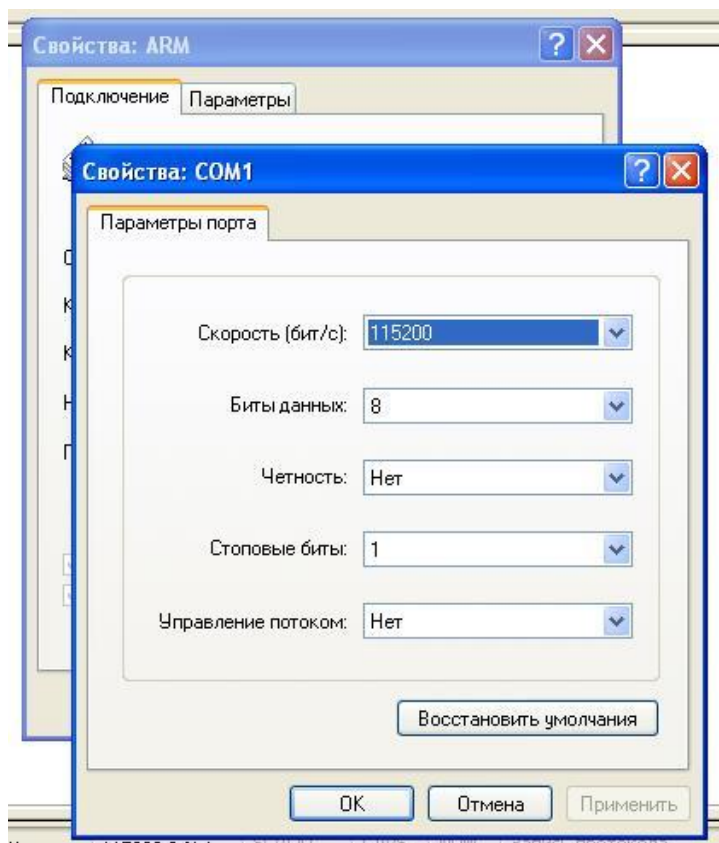 Свойства: ARM
Подключение
Параметры
Свойства: COM1
Параметры порта
Скорость (бит/с): 115200
Биты данных: 8
Четность: Нет
Стоповые биты: 1
Управление потоком: Нет
Восстановить умолчания
OK
Отмена
Применить